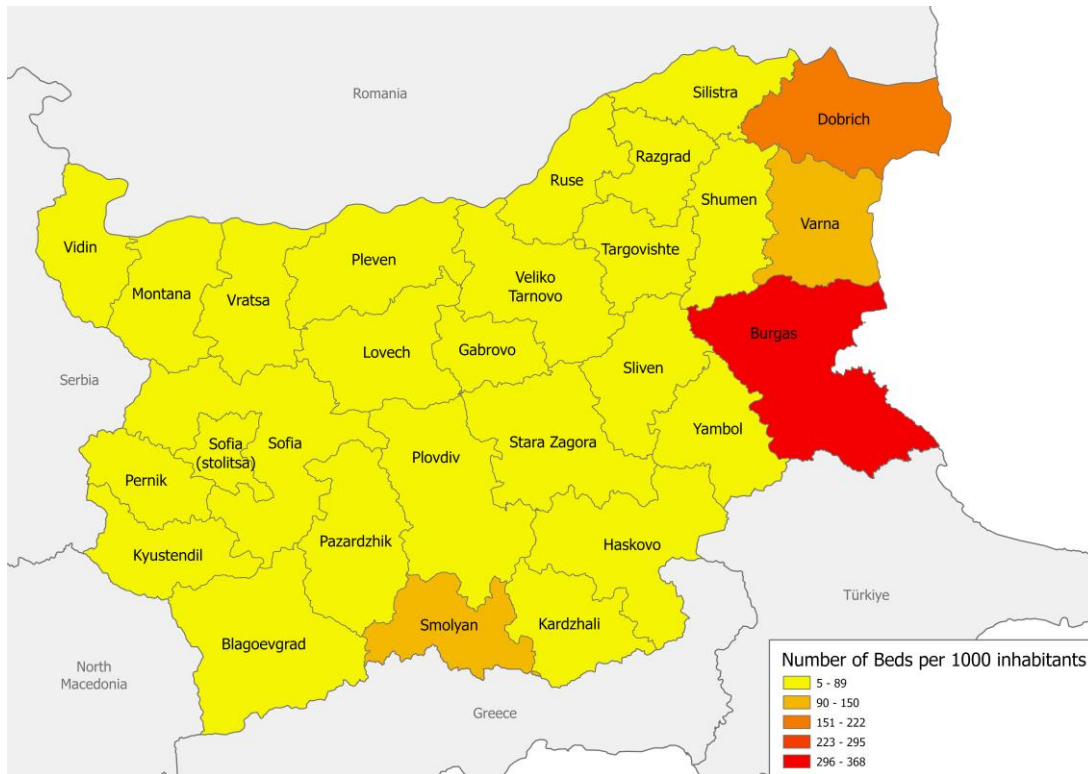 Romania
Silistra
Dobrich
Razgrad
Ruse
Shumen
Varna
Vidin
Targovishte
Pleven
Veliko
Tarnovo
Montana
Vratsa
Burgas
Lovech
Gabrovo
Sliven
Serbia
Yambol
Sofia
(stolitsa)
Sofia
Stara Zagora
Plovdiv
Pernik
Pazardzhik
Haskovo
Kyustendil
Türkiye
Smolyan
Kardzhali
Blagoevgrad
North
Macedonia
Greece
Number of Beds per 1000 inhabitants
5 - 89
90 - 150
151 - 222
223 - 295
296 - 368